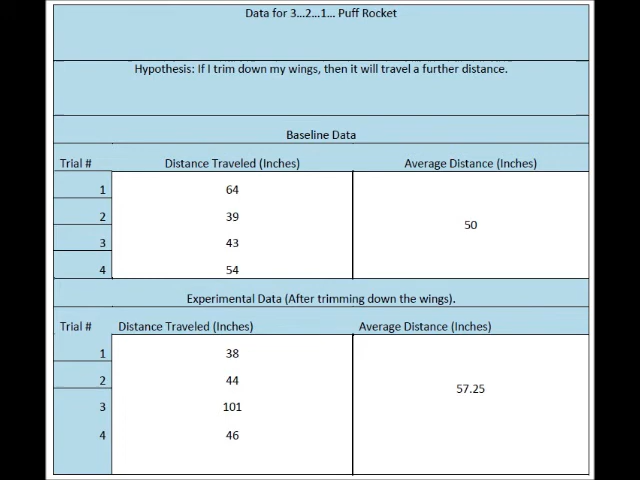 Data for 3...2...1... Puff Rocket
Hypothesis: If I trim down my wings, then it will travel a further distance.
Baseline Data
Trial # Distance Traveled (Inches) Average Distance (Inches)
1 64
2 39
50
3 43
4 54
Experimental Data (After trimming down the wings).
Trial # Distance Traveled (Inches) Average Distance (Inches)
1 38
2 44
57.25
3 101
4 46